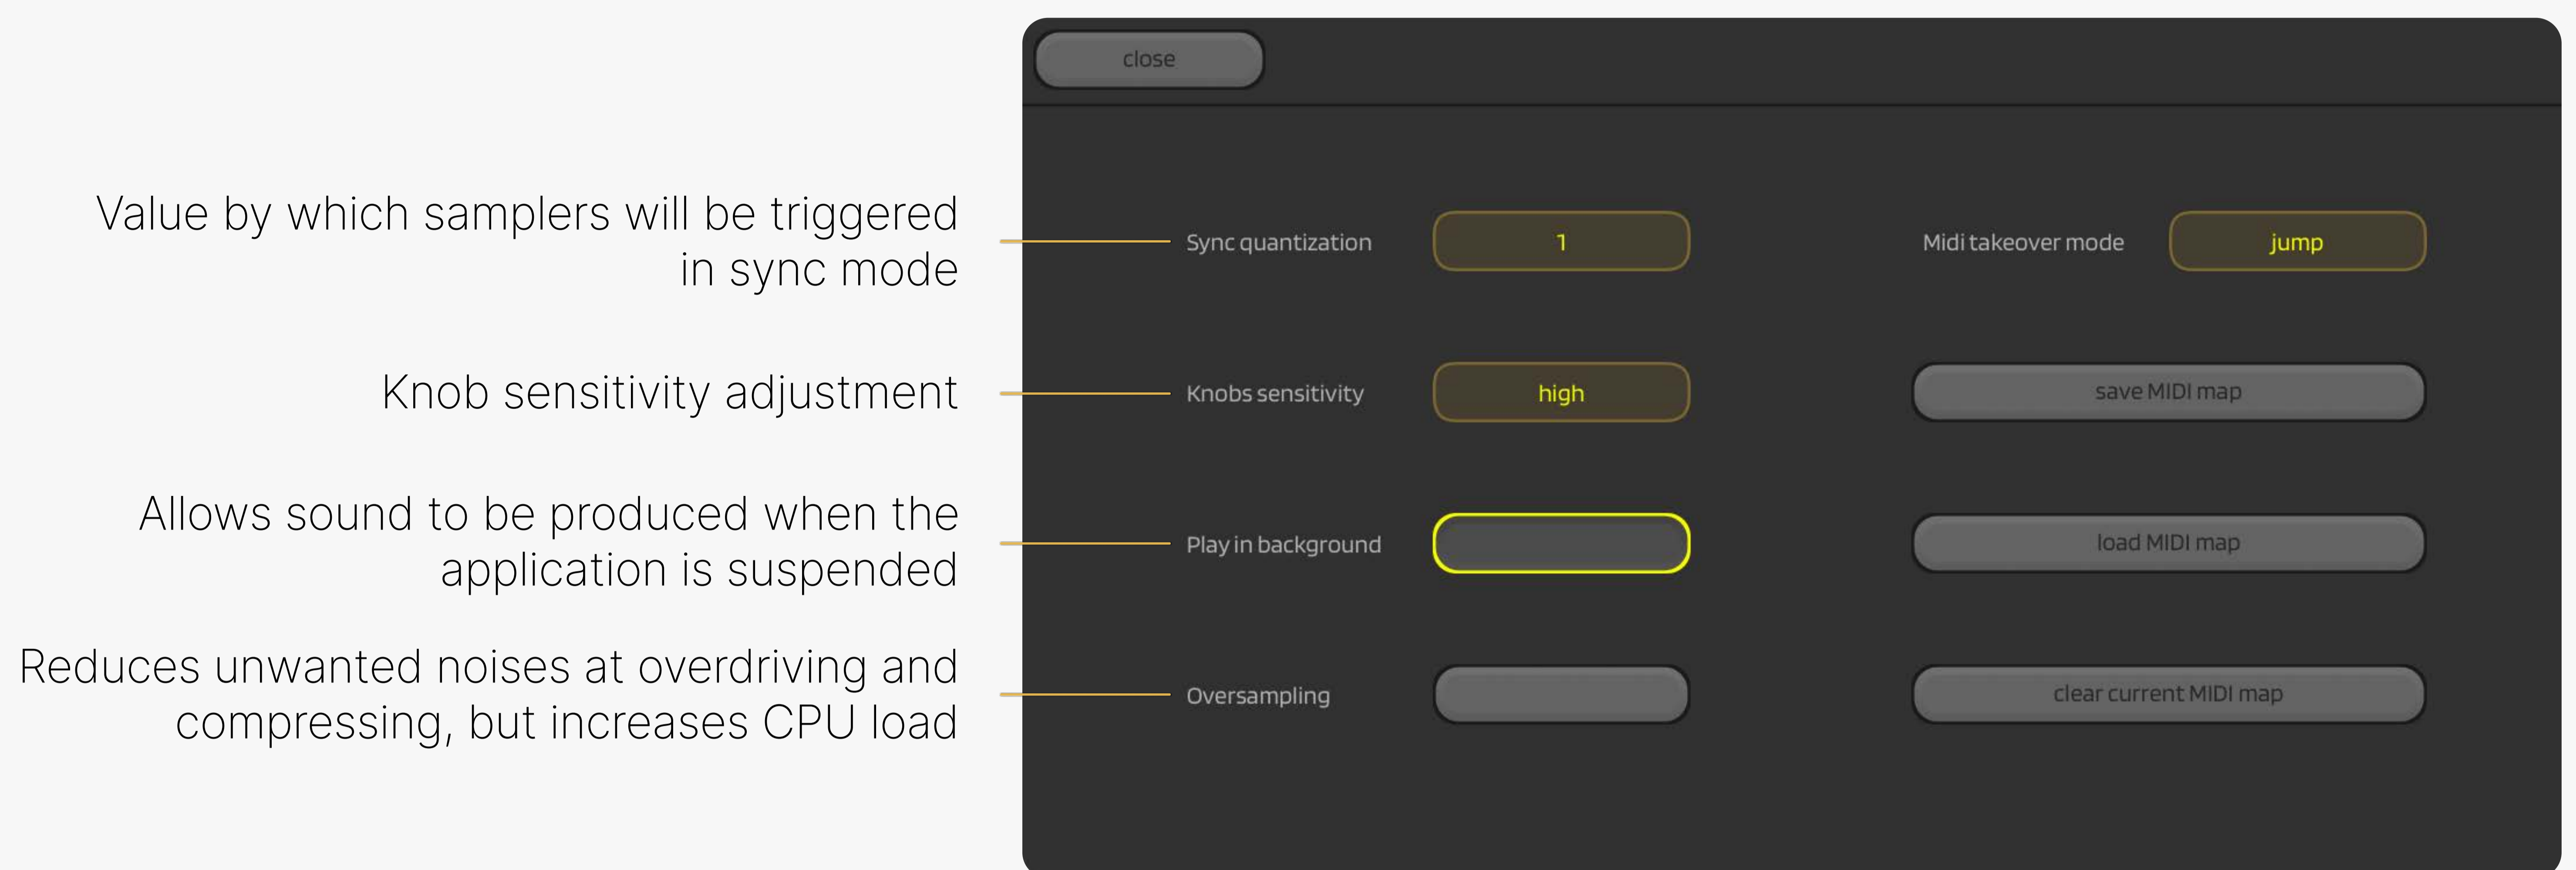 close
Value by which samplers will be triggered
in sync mode
Sync quantization
1
Midi takeover mode
jump
Knob sensitivity adjustment
Knobs sensitivity
high
save MIDI map
Allows sound to be produced when the
application is suspended
Play in background
load MIDI map
Reduces unwanted noises at overdriving and
compressing, but increases CPU load
Oversampling
clear current MIDI map